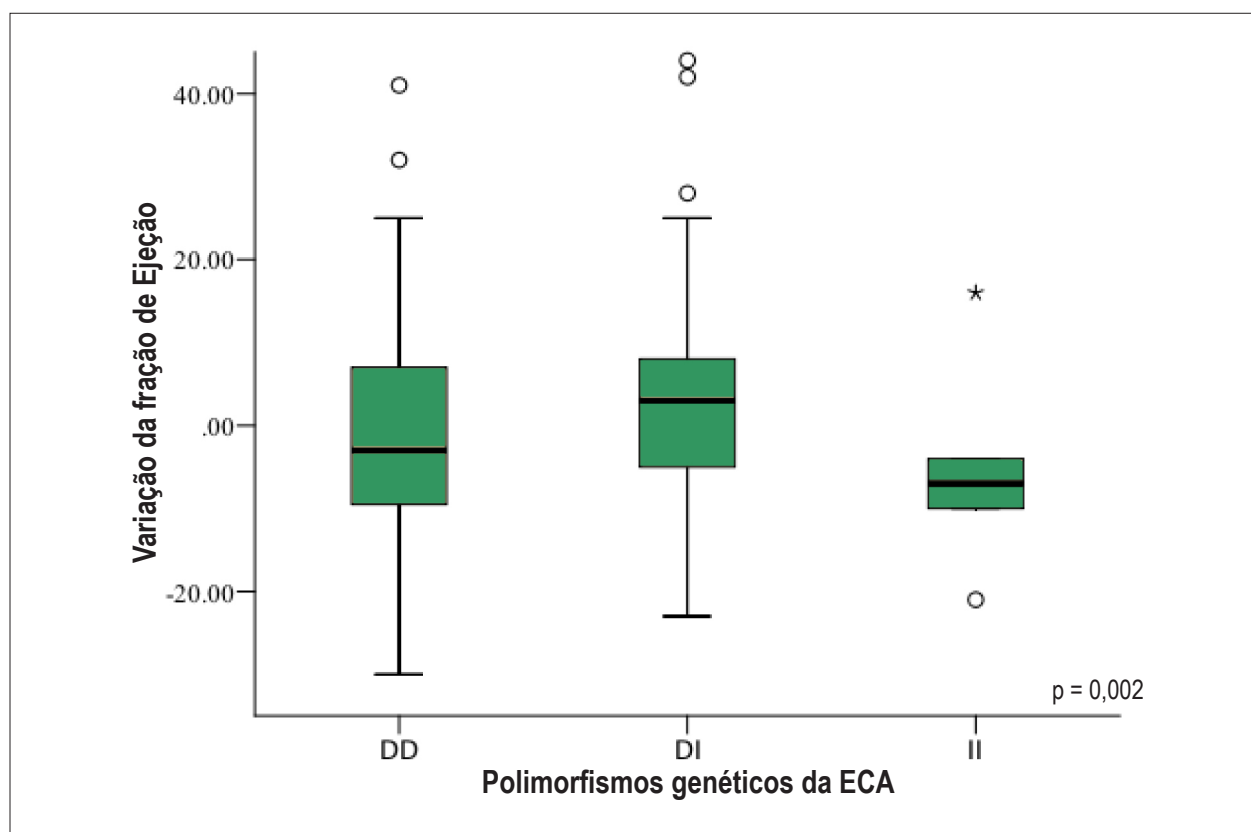 Variação da fração de Ejeção
40.00
20.00
.00
-20.00
p = 0,002
DD DI II
Polimorfismos genéticos da ECA